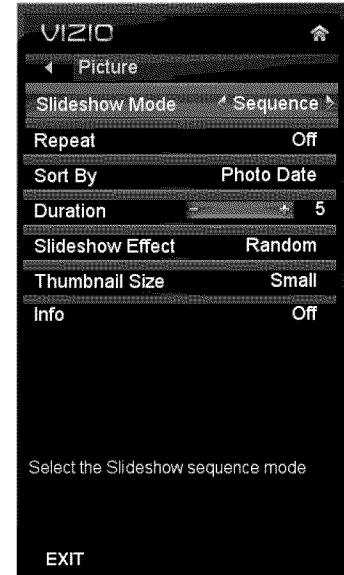 VIZIO
Picture
Slideshow Mode Sequence
Repeat Off
Sort By Photo Date
Duration - + 5
Slideshow Effect Random
Thumbnail Size Small
Info Off
Select the Slideshow sequence mode
EXIT